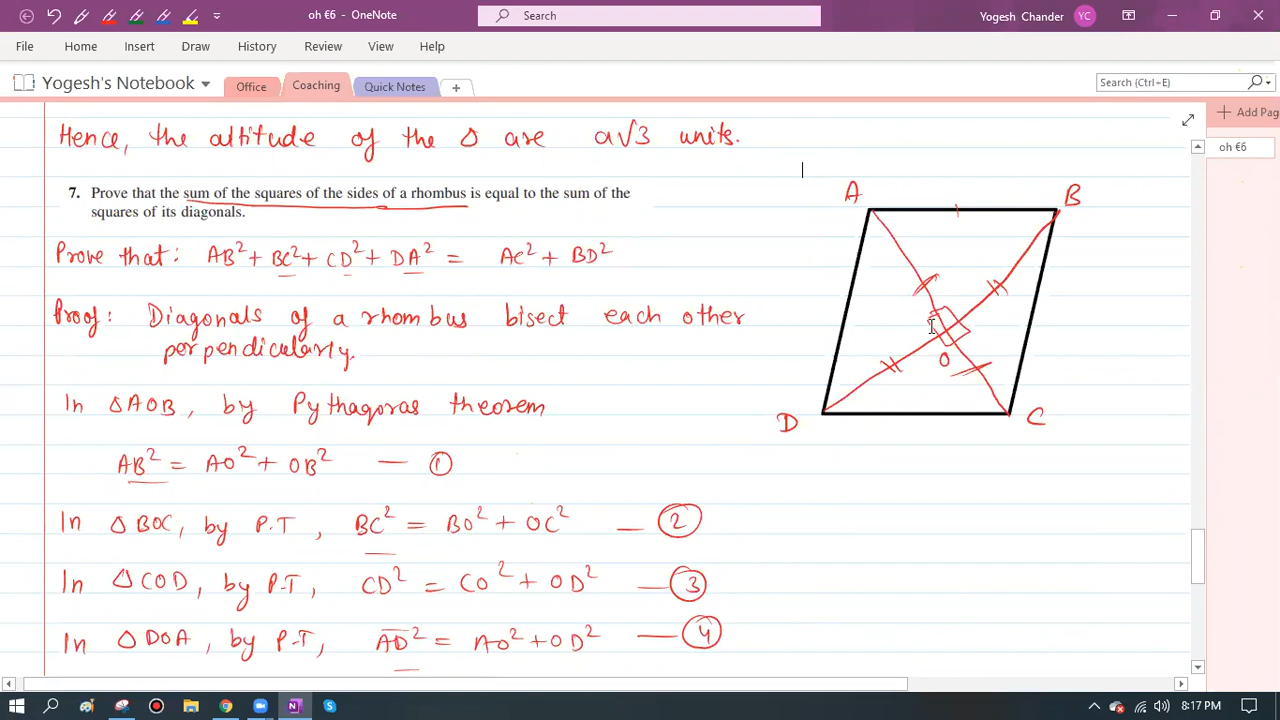 oh €6 - OneNote
Search
Yogesh Chander
YC
File Home Insert Draw History Review View Help
Yogesh's Notebook
Office
Coaching
Quick Notes
+
Search (Ctrl+E)
Hence, the altitude of the Δ are a√3 units.
Add Pag
oh €6
7. Prove that the sum of the squares of the sides of a rhombus is equal to the sum of the
squares of its diagonals.
Prove that: AB²+ BC²+ CD²+ DA² = AC²+ BD²
Proof: Diagonals of a rhombus bisect each other
perpendicularly.
In ΔAOB, by Pythagoras theorem
AB² = AO²+ OB² — ①
In ΔBOC, by P.T, BC² = BO²+ OC² — ②
In ΔCOD, by P.T, CD² = CO²+ OD² — ③
In ΔDOA, by P.T, AD² = AO²+ OD² — ④
A
B
O
D
C
8:17 PM